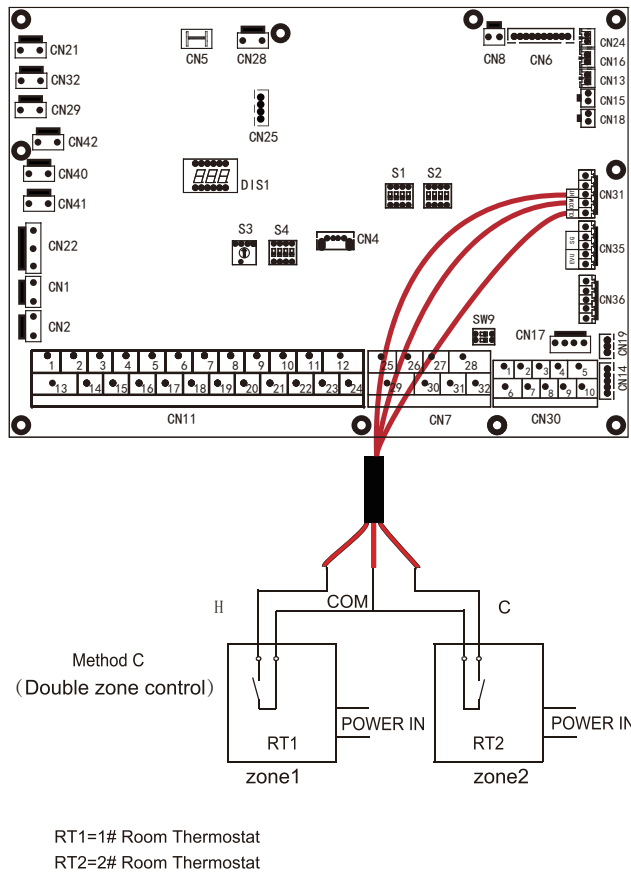 CN21
CN5
CN28
CN8
CN6
CN24
CN16
CN13
CN15
CN18
CN32
CN29
CN25
CN42
CN40
DIS1
S1
S2
CN31
HT
COM
CL
CN41
S3
S4
CN4
SG
EVU
CN35
CN22
CN1
CN36
CN2
SW9
CN17
CN19
1 2 3 4 5 6 7 8 9 10 11 12
25 26 27 28
1 2 3 4 5
13 14 15 16 17 18 19 20 21 22 23 24
29 30 31 32
6 7 8 9 10
CN14
CN11
CN7
CN30
H
COM
C
Method C
(Double zone control)
POWER IN
POWER IN
RT1
RT2
zone1
zone2
RT1=1# Room Thermostat
RT2=2# Room Thermostat